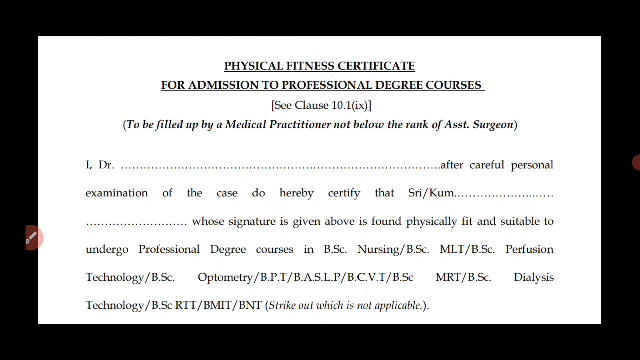 PHYSICAL FITNESS CERTIFICATE
FOR ADMISSION TO PROFESSIONAL DEGREE COURSES
[See Clause 10.1(ix)]
(To be filled up by a Medical Practitioner not below the rank of Asst. Surgeon)
I, Dr. ……………………………………………………………………………….after careful personal
examination of the case do hereby certify that Sri/Kum…………………..……
………………………. whose signature is given above is found physically fit and suitable to
undergo Professional Degree courses in B.Sc. Nursing/B.Sc. MLT/B.Sc. Perfusion
Technology/B.Sc. Optometry/B.P.T/B.A.S.L.P/B.C.V.T/B.Sc MRT/B.Sc. Dialysis
Technology/B.Sc RTT/BMIT/BNT (Strike out which is not applicable.).